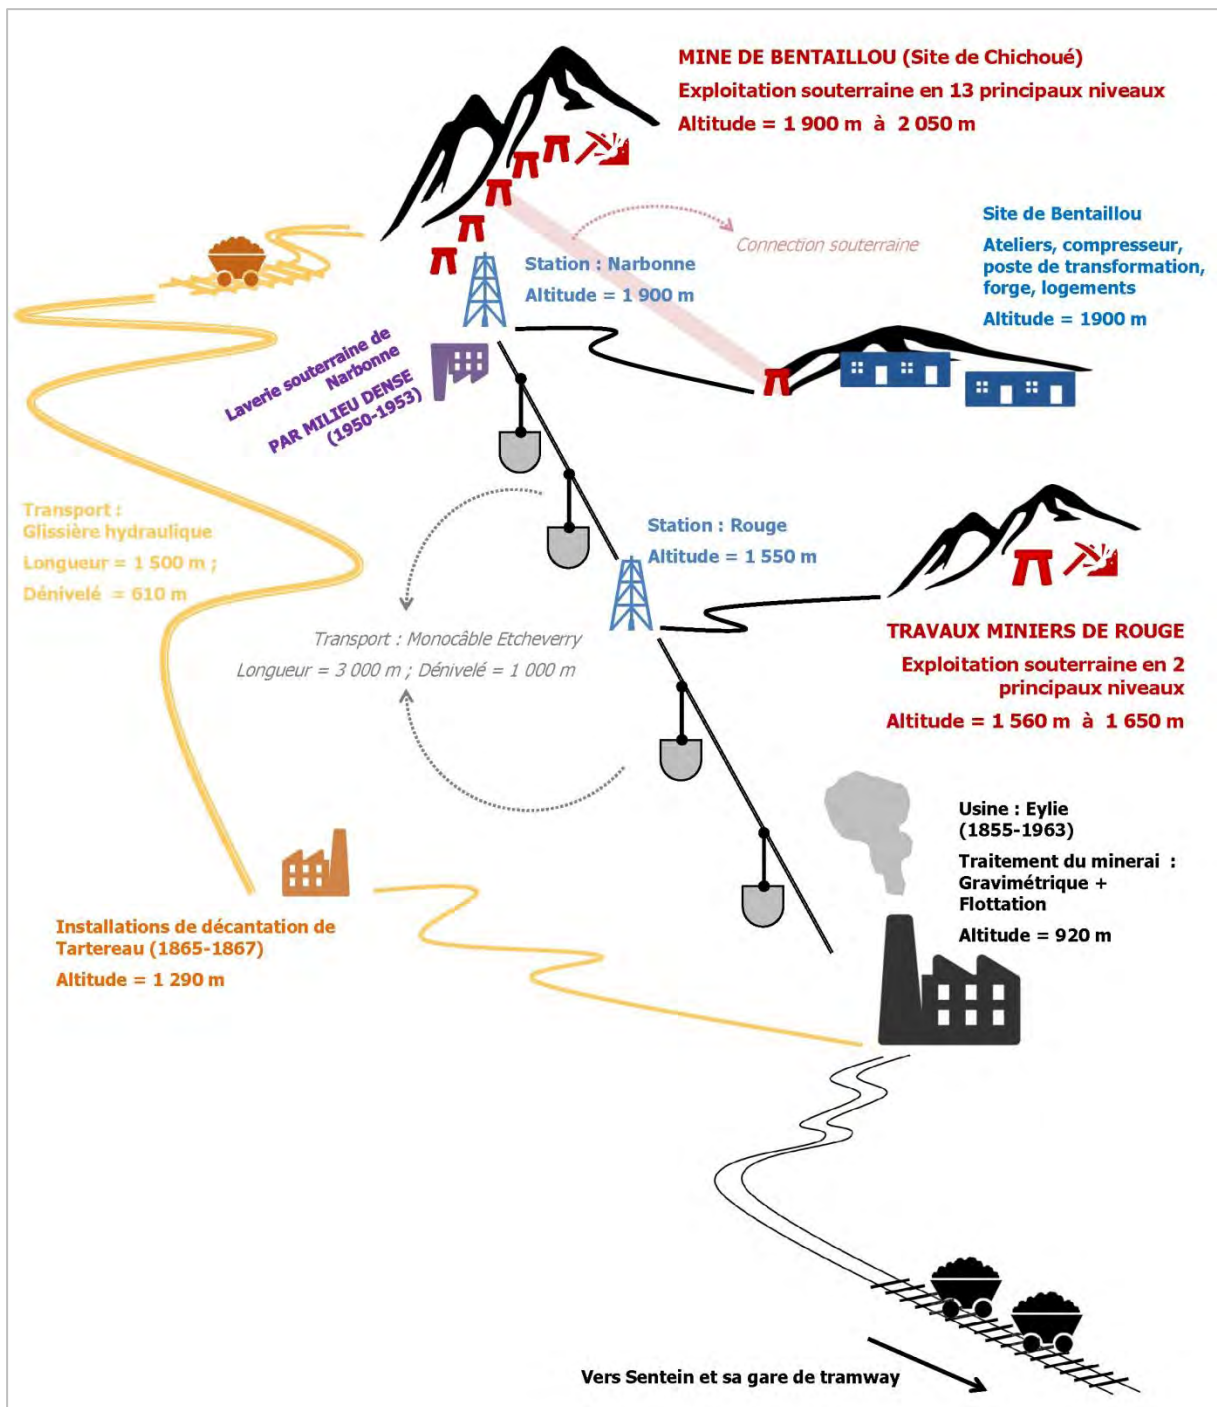 MINE DE BENTAILLOU (Site de Chichoué)
Exploitation souterraine en 13 principaux niveaux
Altitude = 1 900 m à 2 050 m
Site de Bentaillou
Ateliers, compresseur,
poste de transformation,
forge, logements
Altitude = 1900 m
Connection souterraine
Station : Narbonne
Altitude = 1 900 m
Laverie souterraine de
Narbonne
PAR MILIEU DENSE
(1950-1953)
Transport :
Glissière hydraulique
Longueur = 1 500 m ;
Dénivelé = 610 m
Station : Rouge
Altitude = 1 550 m
Transport : Monocâble Etcheverry
Longueur = 3 000 m ; Dénivelé = 1 000 m
TRAVAUX MINIERS DE ROUGE
Exploitation souterraine en 2
principaux niveaux
Altitude = 1 560 m à 1 650 m
Usine : Eylie
(1855-1963)
Traitement du minerai :
Gravimétrique +
Flottation
Altitude = 920 m
Installations de décantation de
Tartereau (1865-1867)
Altitude = 1 290 m
Vers Sentein et sa gare de tramway